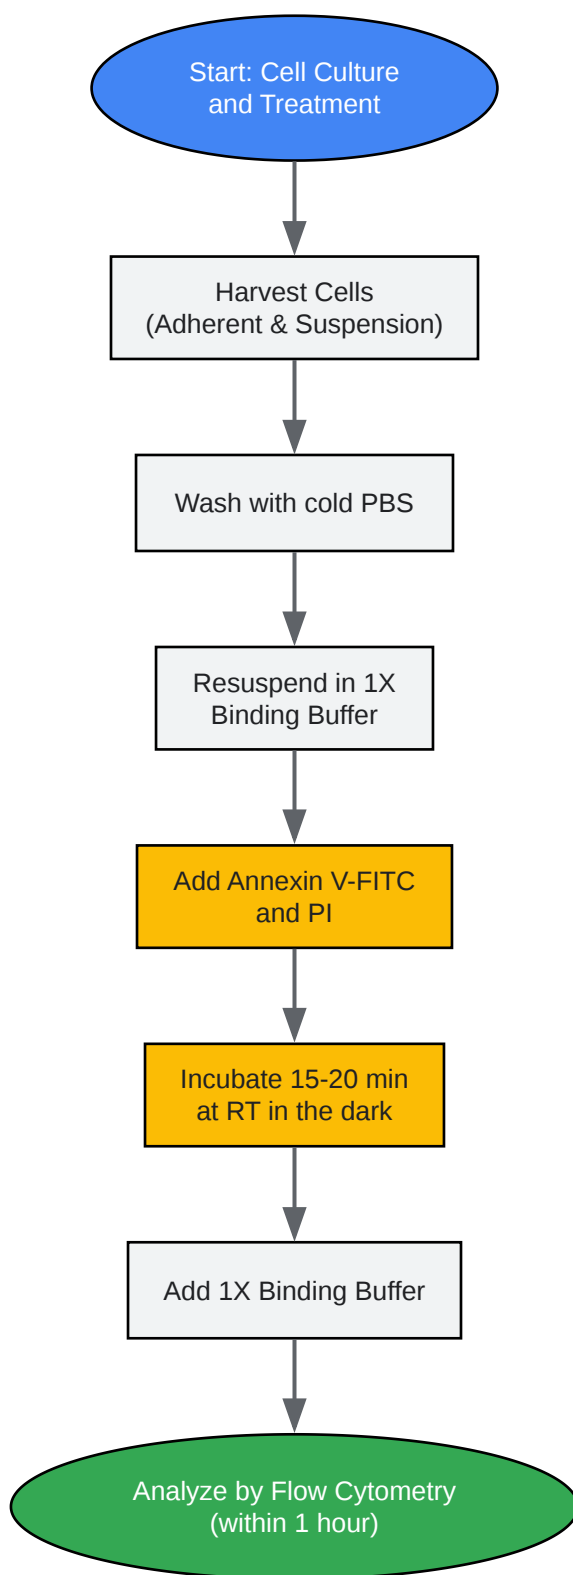 Start: Cell Culture
and Treatment
Harvest Cells
(Adherent & Suspension)
Wash with cold PBS
Resuspend in 1X
Binding Buffer
Add Annexin V-FITC
and PI
Incubate 15-20 min
at RT in the dark
Add 1X Binding Buffer
Analyze by Flow Cytometry
(within 1 hour)